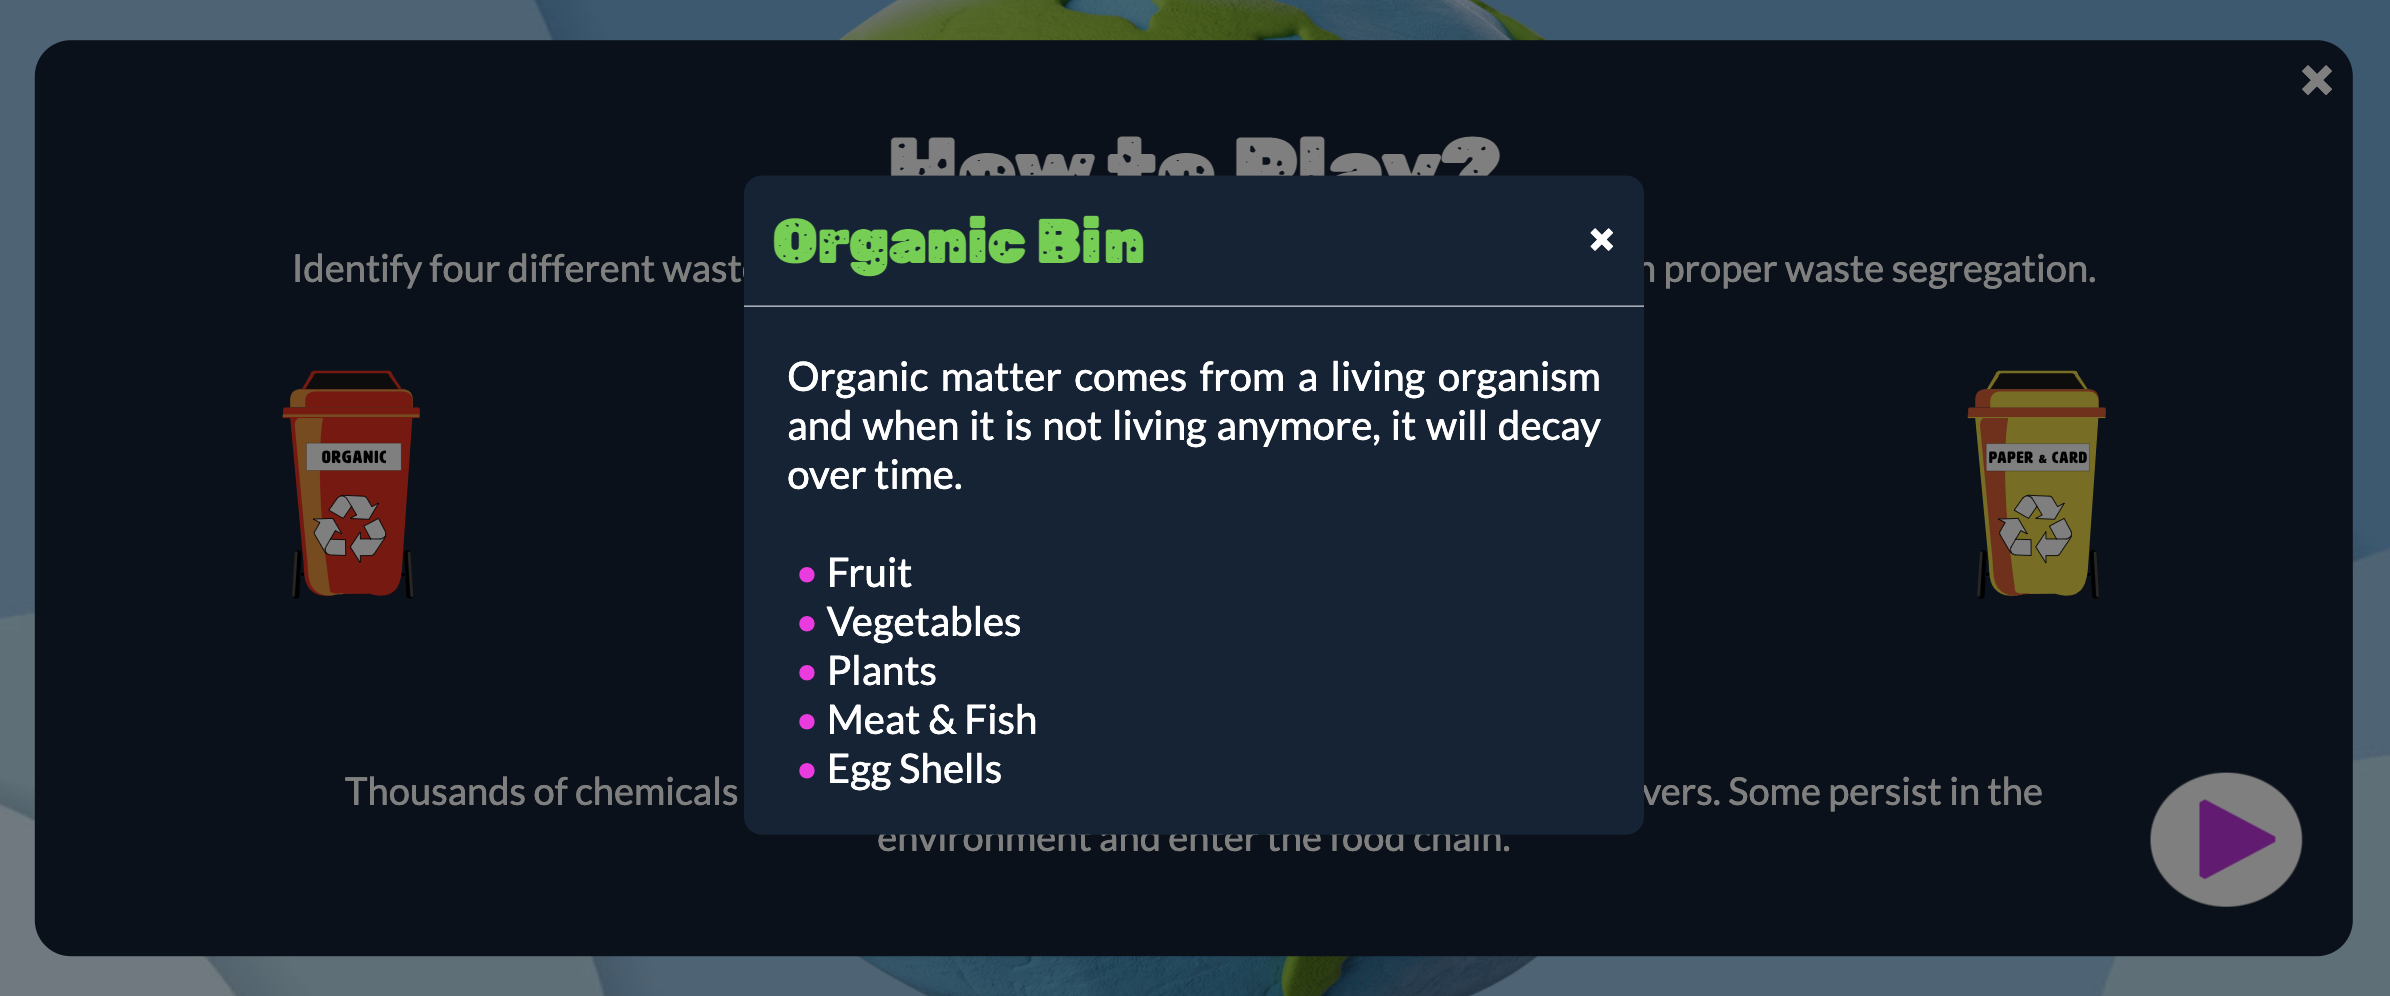 How to Play?
Organic Bin
Identify four different
proper waste segregation.
ORGANIC
PAPER & CARD
Organic matter comes from a living organism
and when it is not living anymore, it will decay
over time.
Fruit
Vegetables
Plants
Meat & Fish
Egg Shells
Thousands of chemicals
Some persist in the
environment and enter the food chain.